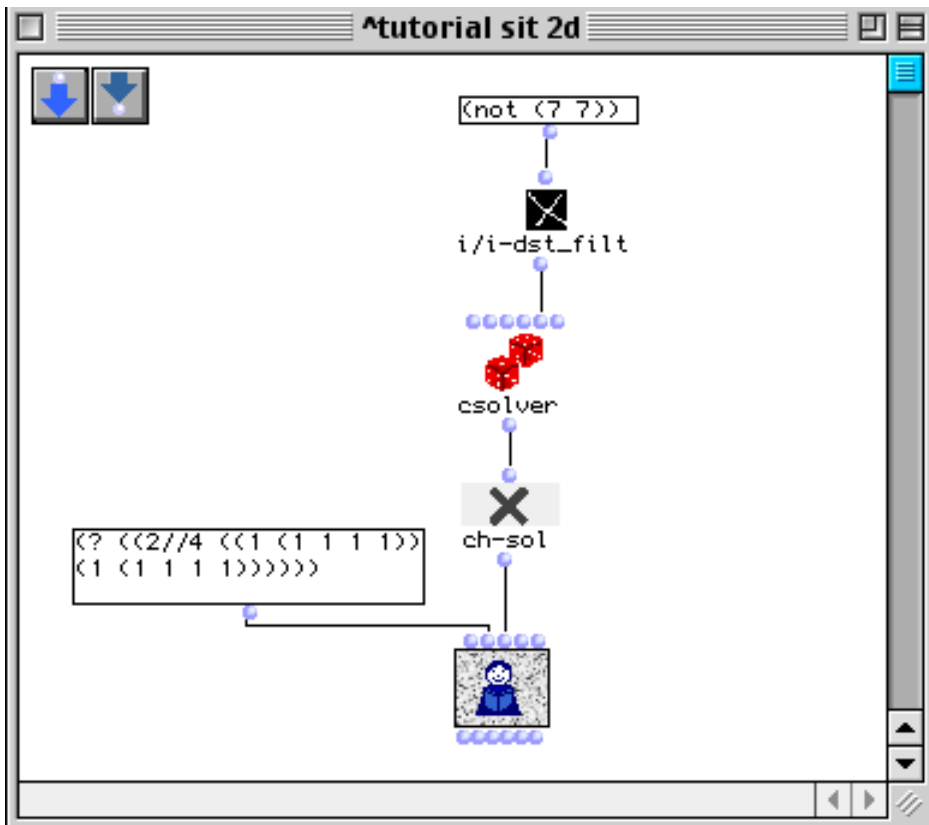 ^tutorial sit 2d
(not (7 7))
i/i-dst_filt
csolver
ch-sol
(? ((2//4 ((1 (1 1 1 1))
(1 (1 1 1 1))))))